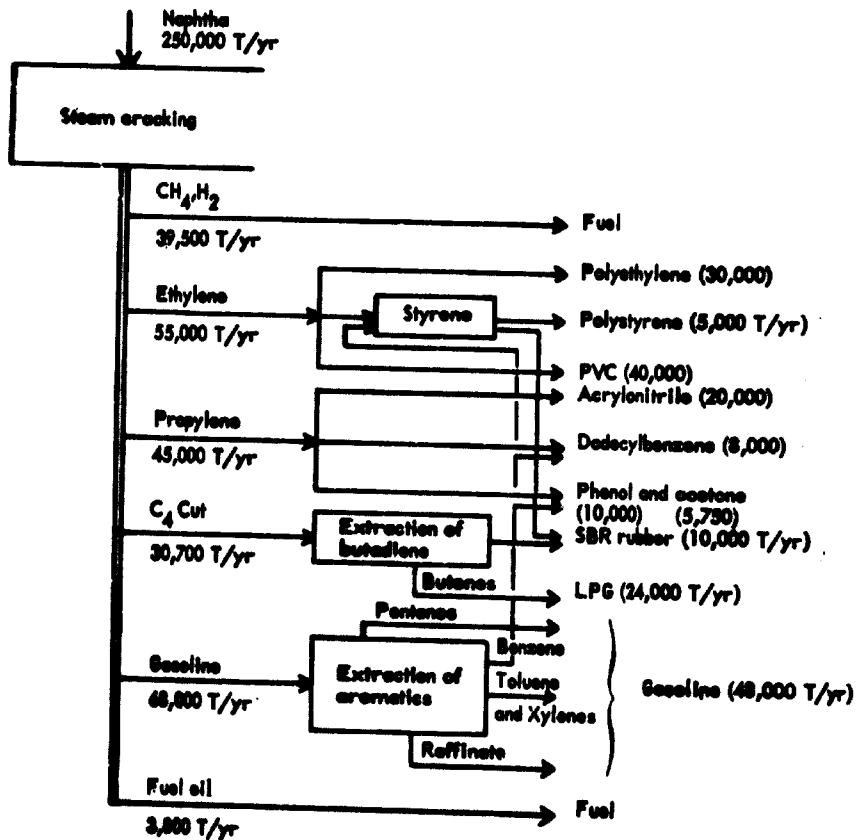 Naphtha
250,000 T/yr
Steam cracking
CH4,H2
39,500 T/yr
Fuel
Ethylene
55,000 T/yr
Styrene
Polyethylene (30,000)
Polystyrene (5,000 T/yr)
PVC (40,000)
Propylene
45,000 T/yr
Acrylonitrile (20,000)
Dodecylbenzene (8,000)
Phenol and acetone
(10,000) (5,750)
C4 Cut
30,700 T/yr
Extraction of
butadiene
SBR rubber (10,000 T/yr)
Butanes
LPG (24,000 T/yr)
Pentanes
Gasoline
T/yr
Extraction of
aromatics
Benzene
Toluene
and Xylenes
Raffinate
Gasoline (48,000 T/yr)
Fuel oil
3,800 T/yr
Fuel